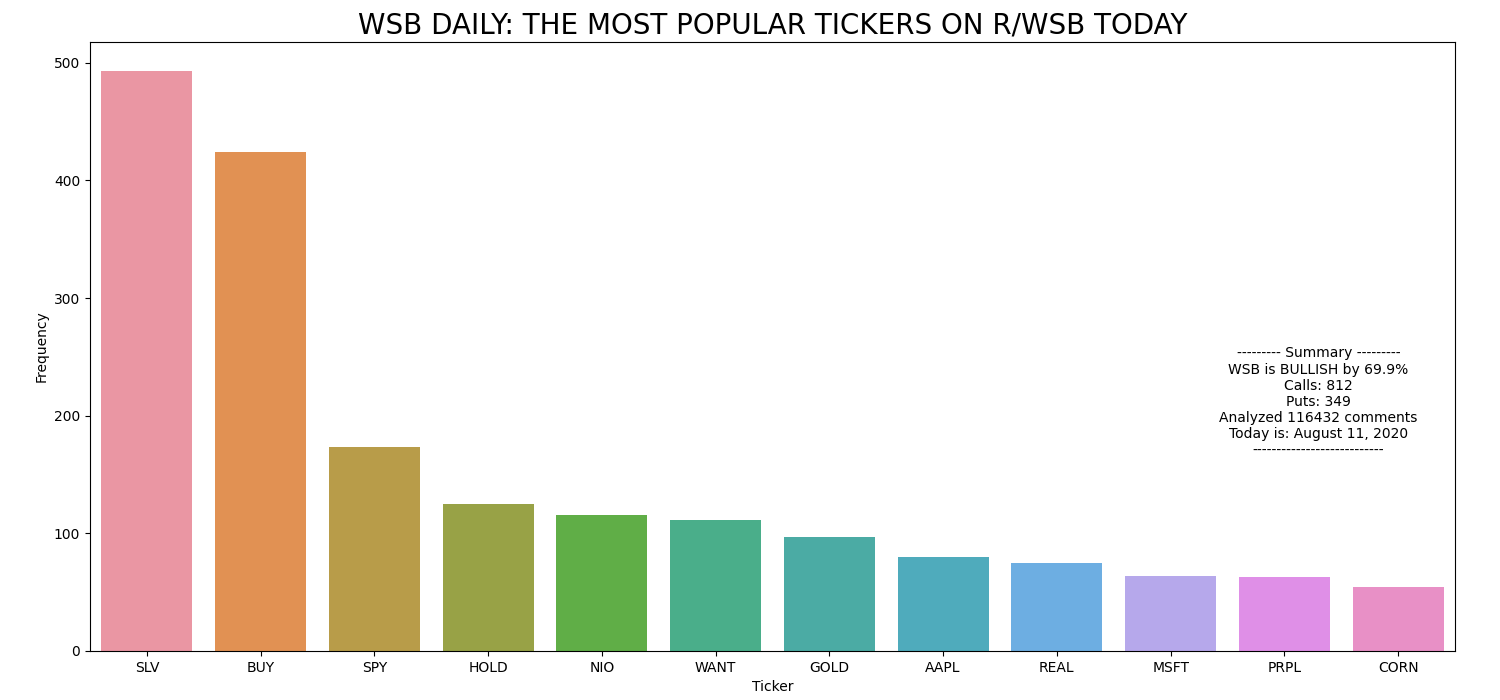 WSB DAILY: THE MOST POPULAR TICKERS ON R/WSB TODAY
500
400
300
200
100
0
Frequency
--------- Summary ---------
WSB is BULLISH by 69.9%
Calls: 812
Puts: 349
Analyzed 116432 comments
Today is: August 11, 2020
---------------------------
SLV BUY SPY HOLD NIO WANT GOLD AAPL REAL MSFT PRPL CORN
Ticker